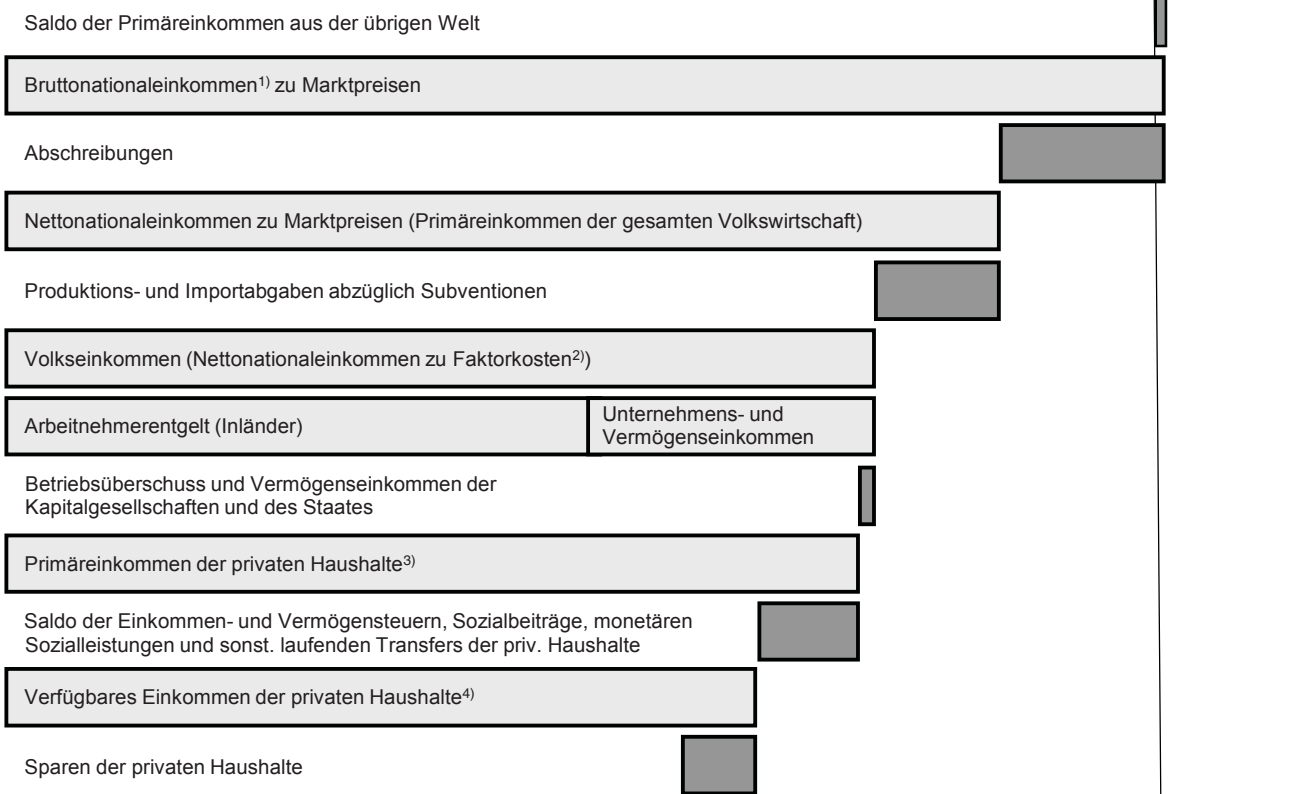 Saldo der Primäreinkommen aus der übrigen Welt
Bruttonationaleinkommen1) zu Marktpreisen
Abschreibungen
Nettonationaleinkommen zu Marktpreisen (Primäreinkommen der gesamten Volkswirtschaft)
Produktions- und Importabgaben abzüglich Subventionen
Volkseinkommen (Nettonationaleinkommen zu Faktorkosten2))
Arbeitnehmerentgelt (Inländer)
Unternehmens- und
Vermögenseinkommen
Betriebsüberschuss und Vermögenseinkommen der
Kapitalgesellschaften und des Staates
Primäreinkommen der privaten Haushalte3)
Saldo der Einkommen- und Vermögensteuern, Sozialbeiträge, monetären
Sozialleistungen und sonst. laufenden Transfers der priv. Haushalte
Verfügbares Einkommen der privaten Haushalte4)
Sparen der privaten Haushalte